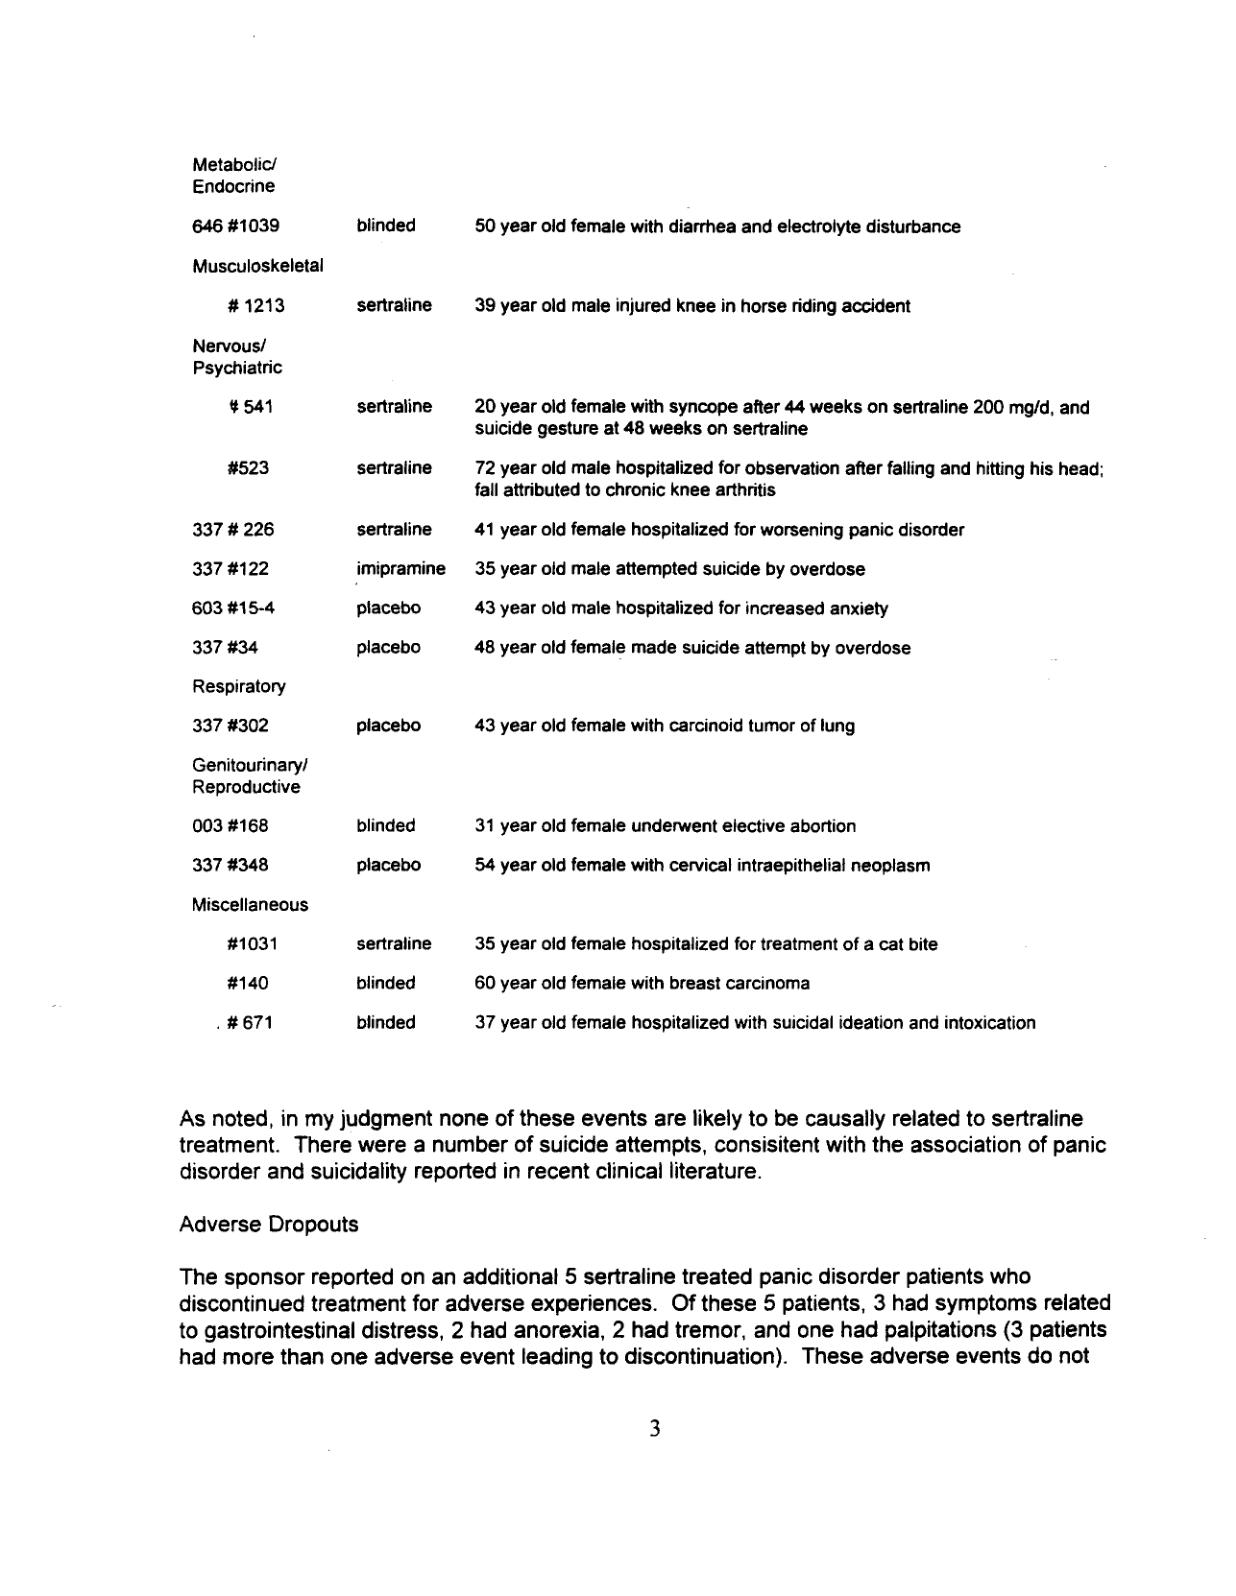 Metabolic/
Endocrine
646 #1039 blinded 50 year old female with diarrhea and electrolyte disturbance
Musculoskeletal
# 1213 sertraline 39 year old male injured knee in horse riding accident
Nervous/
Psychiatric
# 541 sertraline 20 year old female with syncope after 44 weeks on sertraline 200 mg/d, and
suicide gesture at 48 weeks on sertraline
#523 sertraline 72 year old male hospitalized for observation after falling and hitting his head;
fall attributed to chronic knee arthritis
337 # 226 sertraline 41 year old female hospitalized for worsening panic disorder
337 #122 imipramine 35 year old male attempted suicide by overdose
603 #15-4 placebo 43 year old male hospitalized for increased anxiety
337 #34 placebo 48 year old female made suicide attempt by overdose
Respiratory
337 #302 placebo 43 year old female with carcinoid tumor of lung
Genitourinary/
Reproductive
003 #168 blinded 31 year old female underwent elective abortion
337 #348 placebo 54 year old female with cervical intraepithelial neoplasm
Miscellaneous
#1031 sertraline 35 year old female hospitalized for treatment of a cat bite
#140 blinded 60 year old female with breast carcinoma
# 671 blinded 37 year old female hospitalized with suicidal ideation and intoxication
As noted, in my judgment none of these events are likely to be causally related to sertraline
treatment. There were a number of suicide attempts, consisitent with the association of panic
disorder and suicidality reported in recent clinical literature.
Adverse Dropouts
The sponsor reported on an additional 5 sertraline treated panic disorder patients who
discontinued treatment for adverse experiences. Of these 5 patients, 3 had symptoms related
to gastrointestinal distress, 2 had anorexia, 2 had tremor, and one had palpitations (3 patients
had more than one adverse event leading to discontinuation). These adverse events do not
3